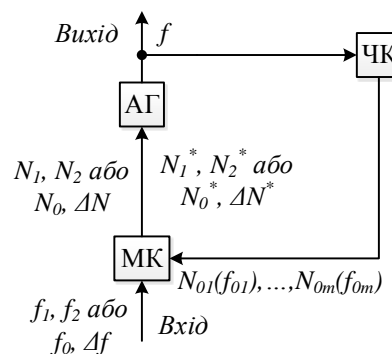 Вихід
f
ЧК
АГ
N₁, N₂ або
N₀, ΔN
N₁*, N₂* або
N₀*, ΔN*
МК
N₀₁(f₀₁),...,N₀ₘ(f₀ₘ)
f₁, f₂ або
f₀, Δf
Вхід